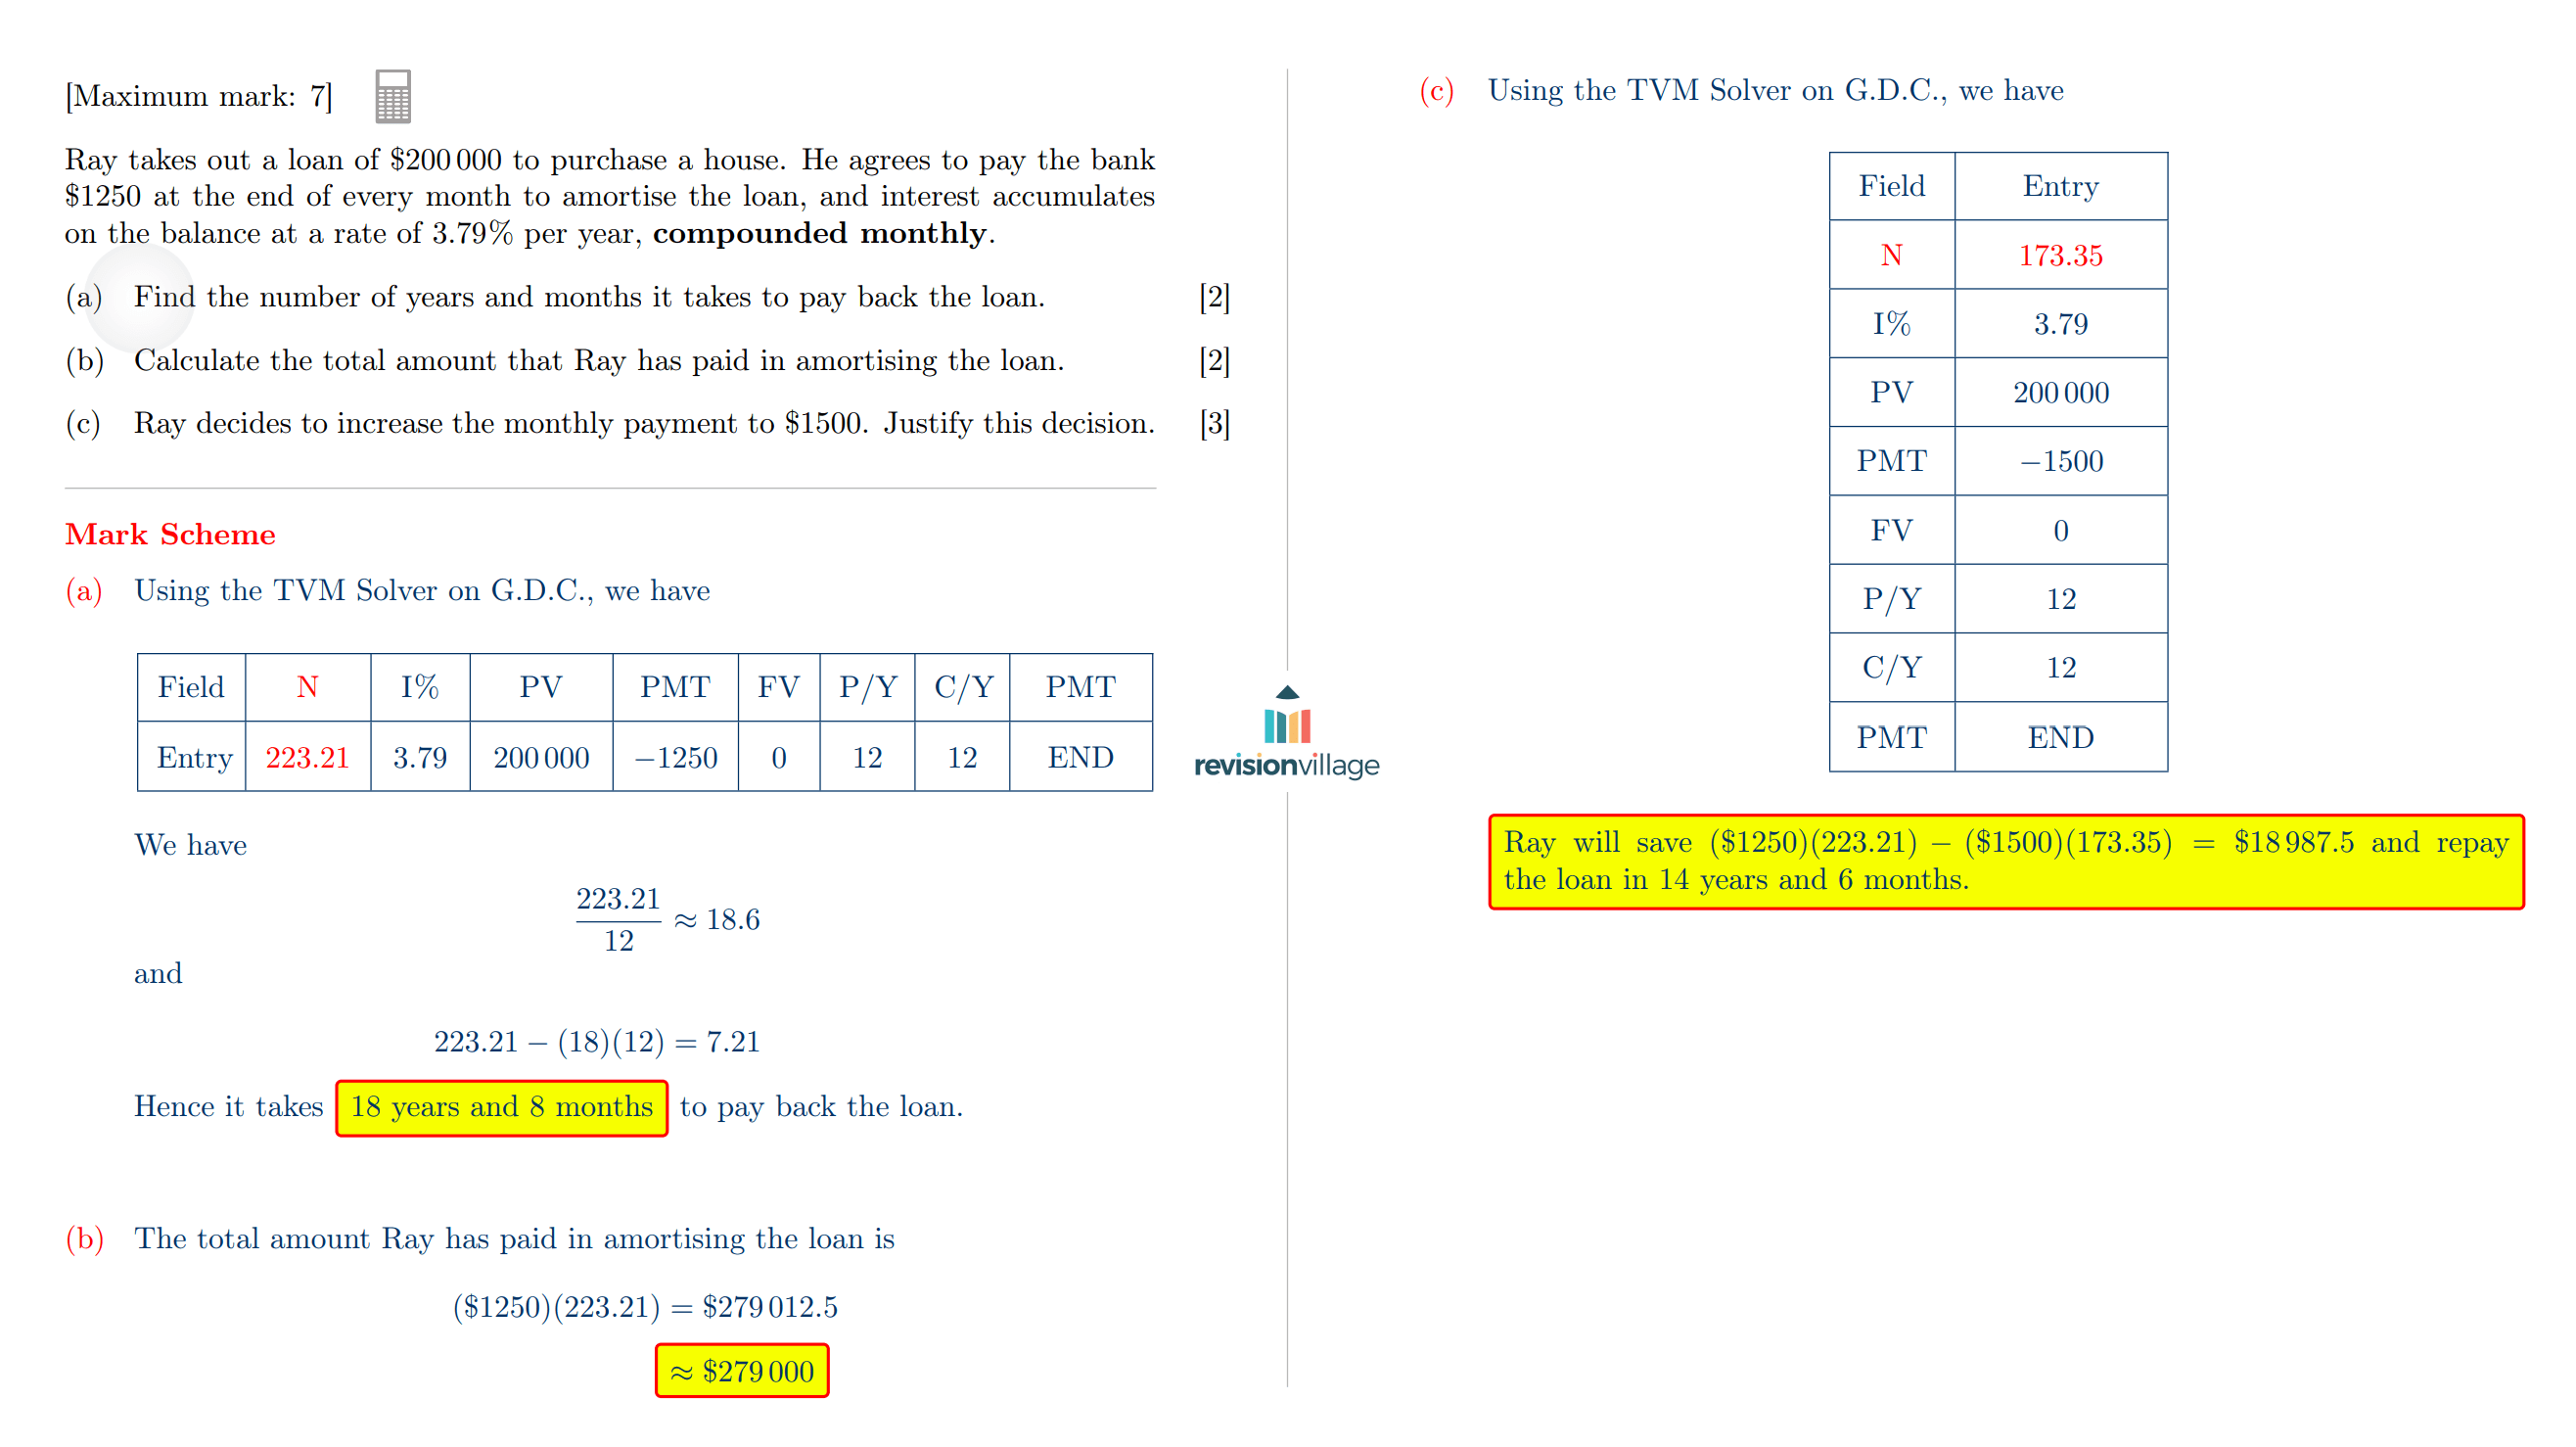 [Maximum mark: 7]
Ray takes out a loan of $200 000 to purchase a house. He agrees to pay the bank
$1250 at the end of every month to amortise the loan, and interest accumulates
on the balance at a rate of 3.79% per year, compounded monthly.
(a) Find the number of years and months it takes to pay back the loan. [2]
(b) Calculate the total amount that Ray has paid in amortising the loan. [2]
(c) Ray decides to increase the monthly payment to $1500. Justify this decision. [3]
Mark Scheme
(a) Using the TVM Solver on G.D.C., we have
Field N I% PV PMT FV P/Y C/Y PMT
Entry 223.21 3.79 200 000 −1250 0 12 12 END
We have
223.21
12
≈ 18.6
and
223.21 − (18)(12) = 7.21
Hence it takes 18 years and 8 months to pay back the loan.
(b) The total amount Ray has paid in amortising the loan is
($1250)(223.21) = $279 012.5
≈ $279 000
revisionvillage
(c) Using the TVM Solver on G.D.C., we have
Field Entry
N 173.35
I% 3.79
PV 200 000
PMT −1500
FV 0
P/Y 12
C/Y 12
PMT END
Ray will save ($1250)(223.21) − ($1500)(173.35) = $18 987.5 and repay
the loan in 14 years and 6 months.